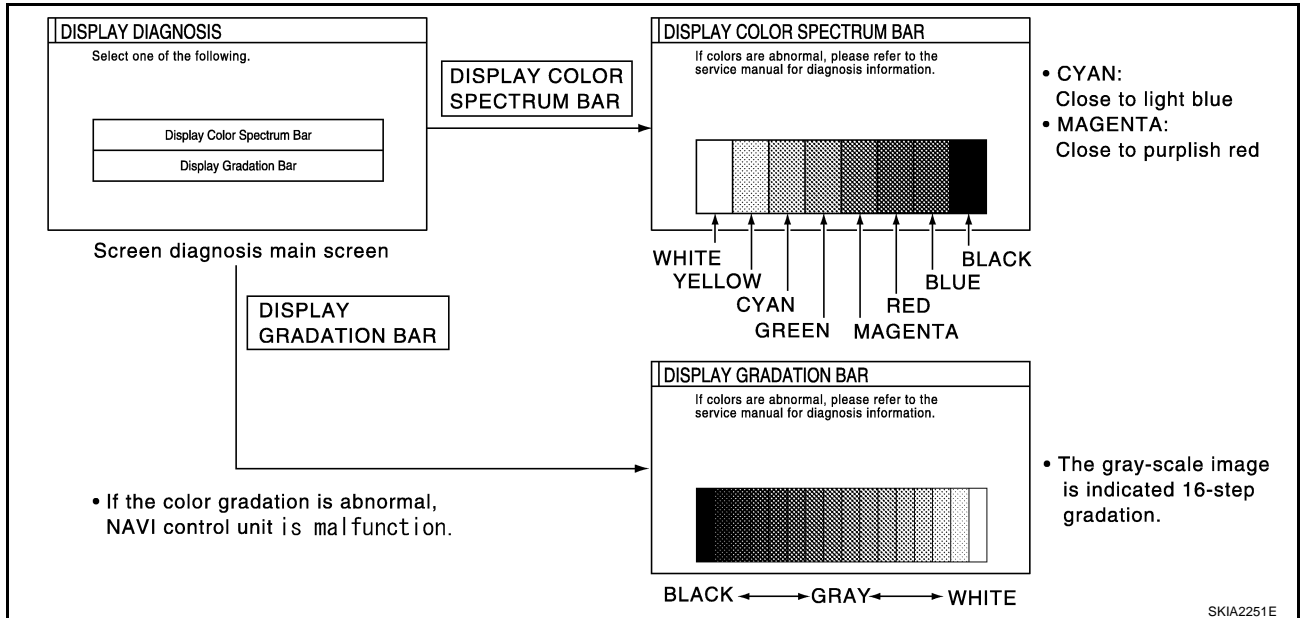 DISPLAY DIAGNOSIS
Select one of the following.
Display Color Spectrum Bar
Display Gradation Bar
Screen diagnosis main screen
DISPLAY COLOR
SPECTRUM BAR
DISPLAY COLOR SPECTRUM BAR
If colors are abnormal, please refer to the
service manual for diagnosis information.
WHITE
YELLOW
CYAN
GREEN
MAGENTA
RED
BLUE
BLACK
• CYAN:
Close to light blue
• MAGENTA:
Close to purplish red
DISPLAY
GRADATION BAR
• If the color gradation is abnormal,
NAVI control unit is malfunction.
DISPLAY GRADATION BAR
If colors are abnormal, please refer to the
service manual for diagnosis information.
BLACK GRAY WHITE
• The gray-scale image
is indicated 16-step
gradation.
SKIA2251E